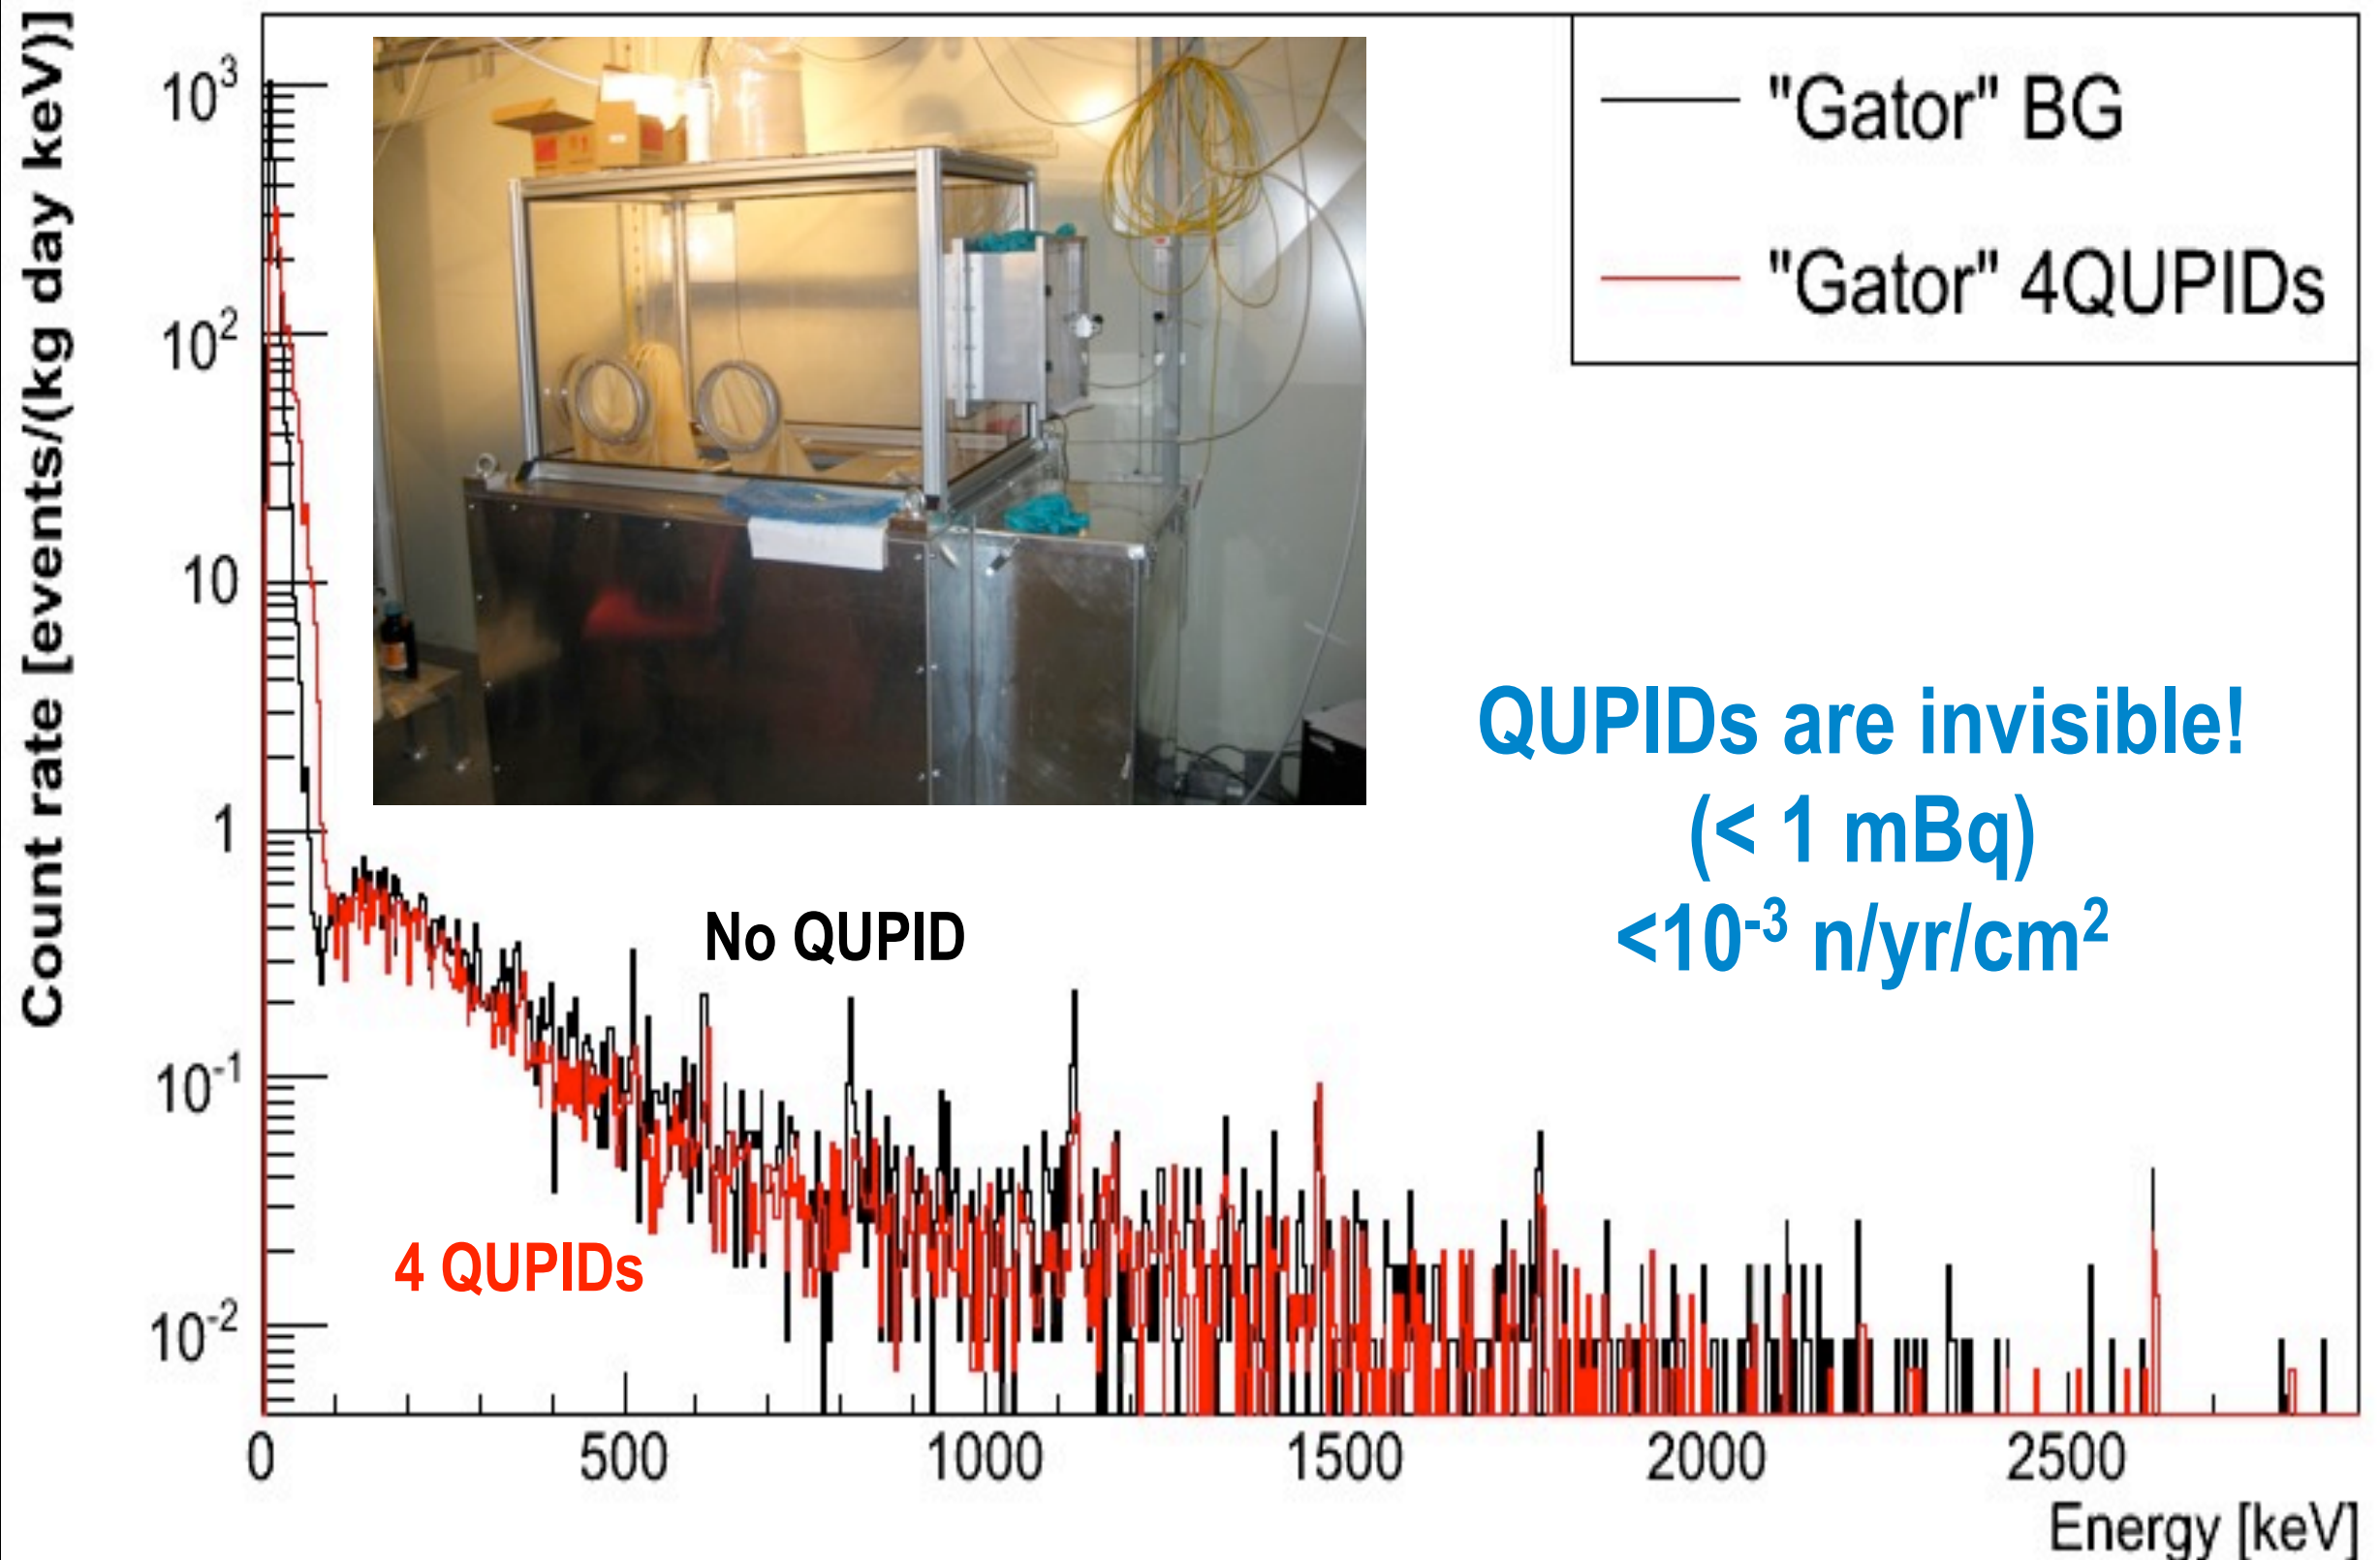 Count rate [events/(kg day keV)]
10³
10²
10
1
10⁻¹
10⁻²
"Gator" BG
"Gator" 4QUPIDs
QUPIDs are invisible!
(< 1 mBq)
<10⁻³ n/yr/cm²
No QUPID
4 QUPIDs
0 500 1000 1500 2000 2500
Energy [keV]